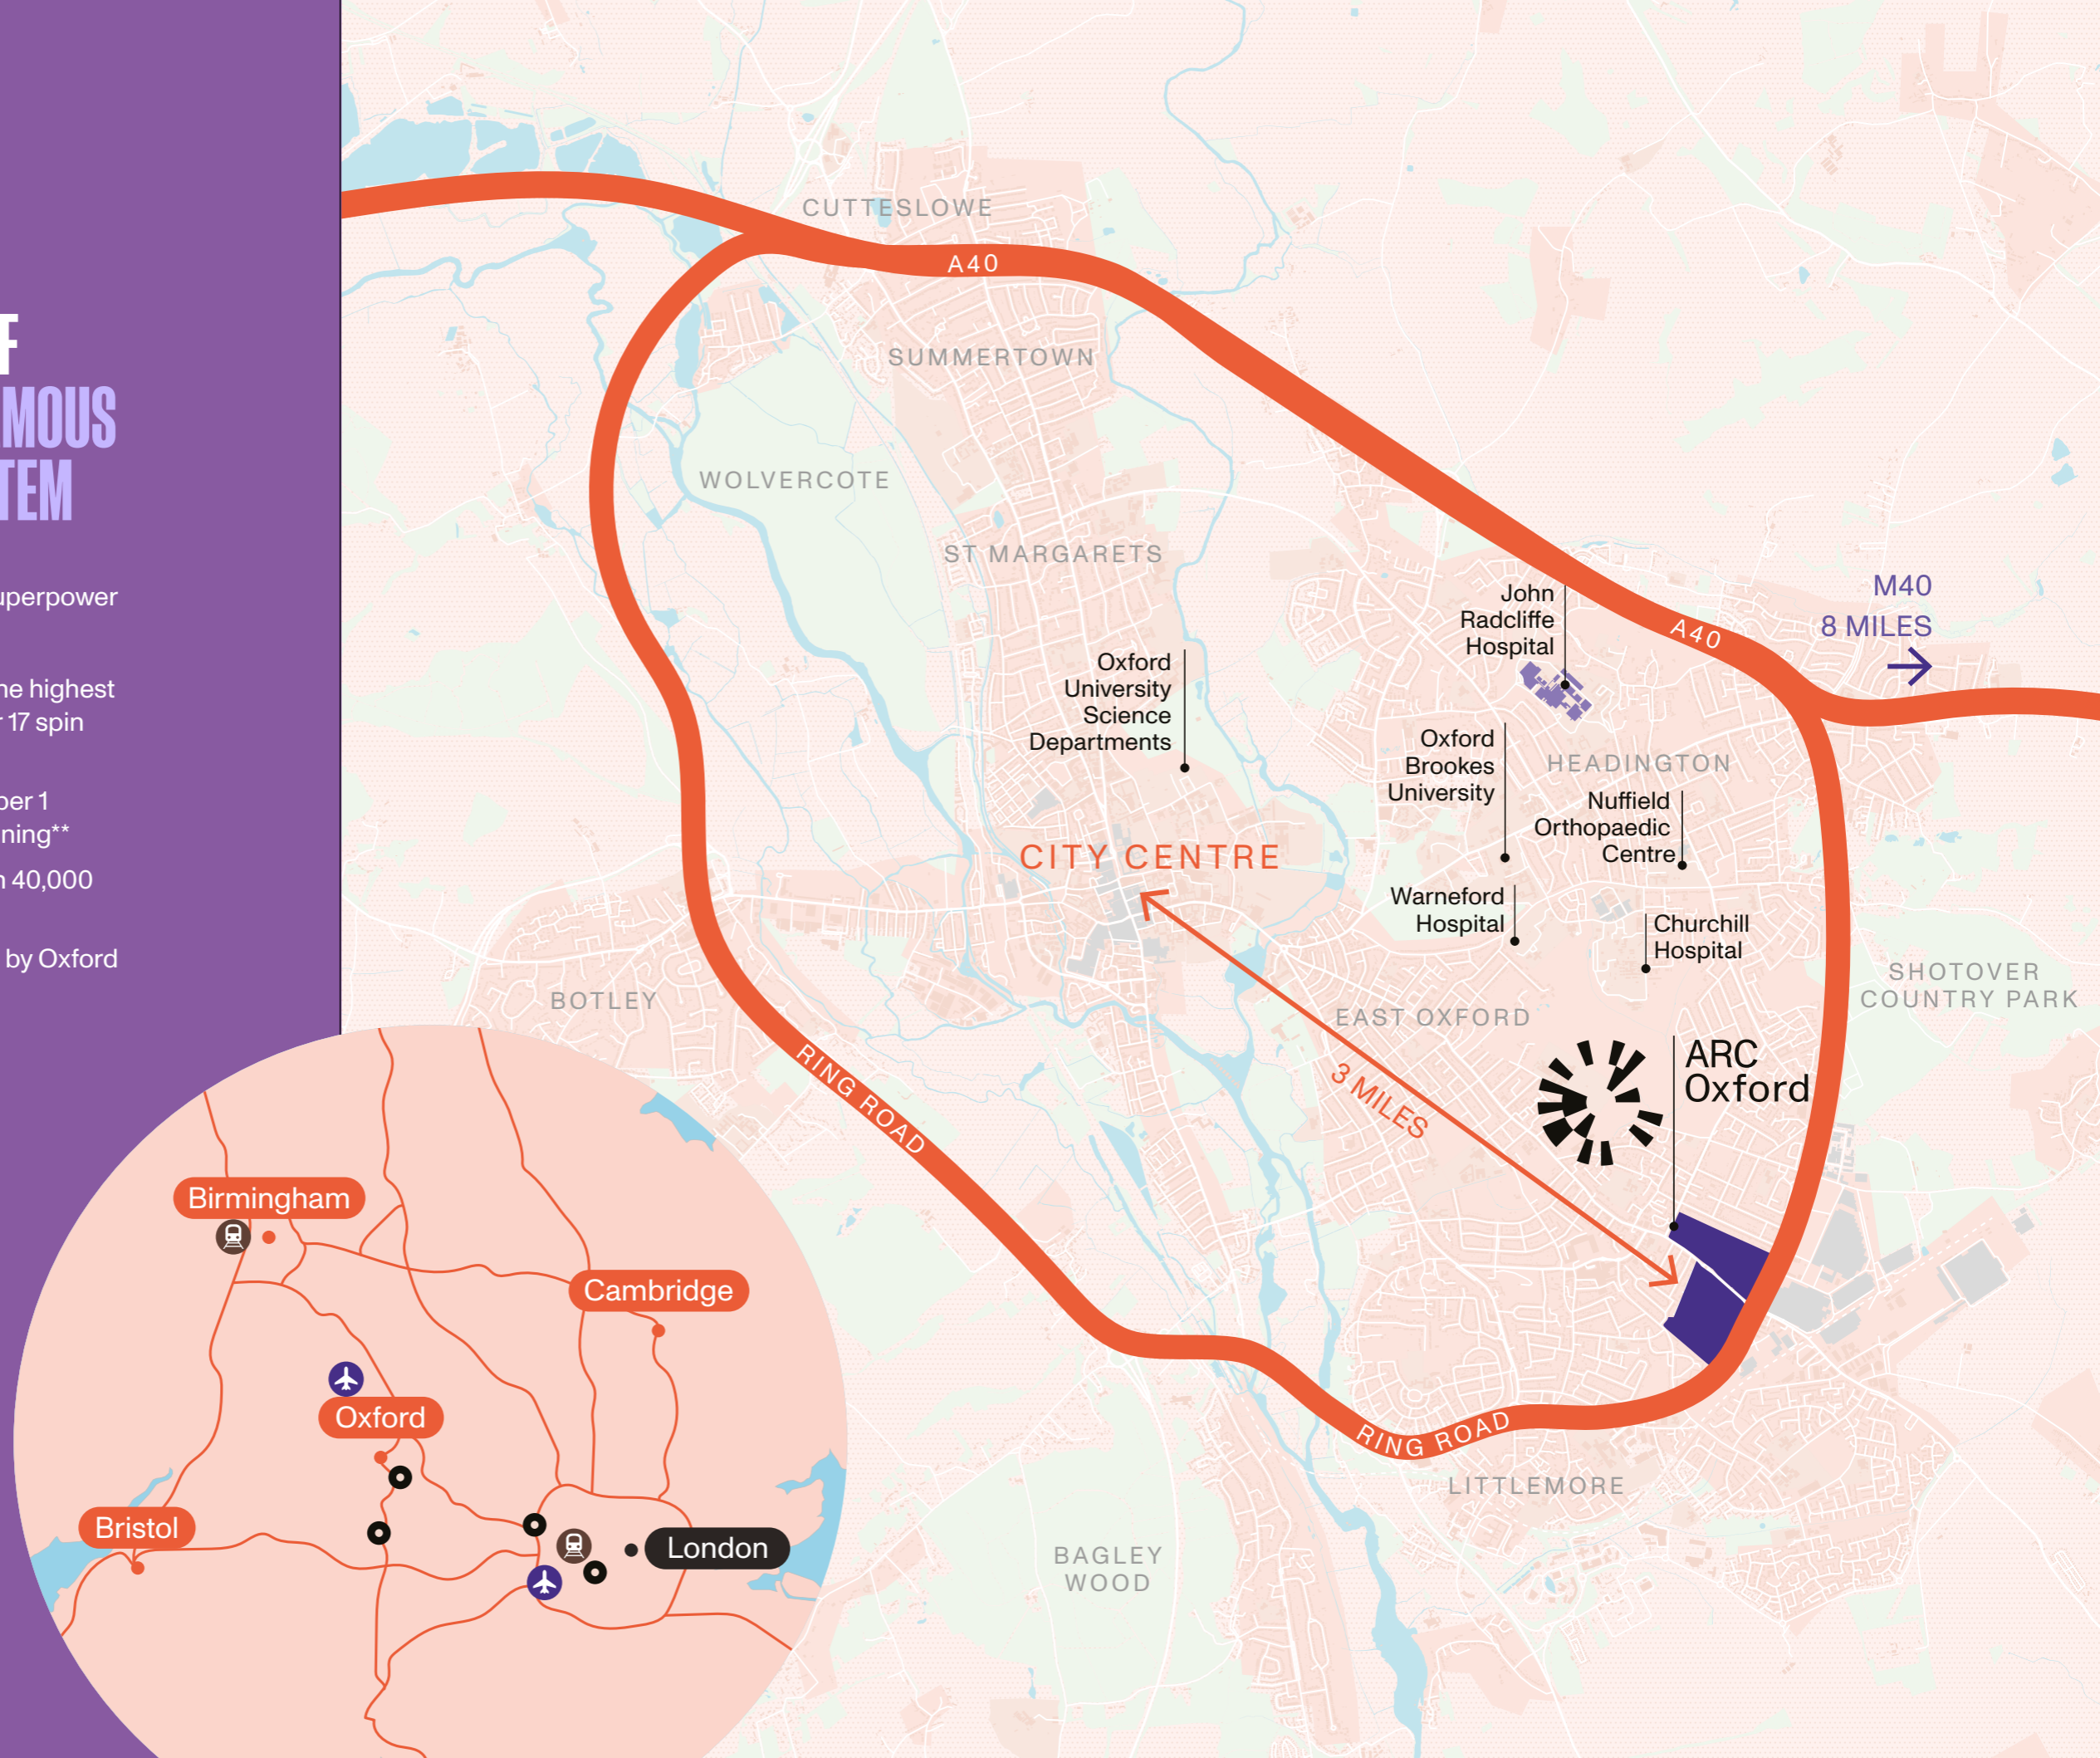 F
MOUS
TEM
uperpower
ne highest
r 17 spin
ber 1
ning**
n 40,000
by Oxford
CUTTESLOWE
A40
SUMMERTOWN
WOLVERCOTE
ST MARGARETS
John
Radcliffe
Hospital
A40
M40
8 MILES
Oxford
University
Science
Departments
Oxford
Brookes
University
HEADINGTON
Nuffield
Orthopaedic
Centre
CITY CENTRE
Warneford
Hospital
Churchill
Hospital
SHOTOVER
COUNTRY PARK
BOTLEY
EAST OXFORD
RING ROAD
3 MILES
ARC
Oxford
RING ROAD
LITTLEMORE
BAGLEY
WOOD
Birmingham
Cambridge
Oxford
Bristol
London